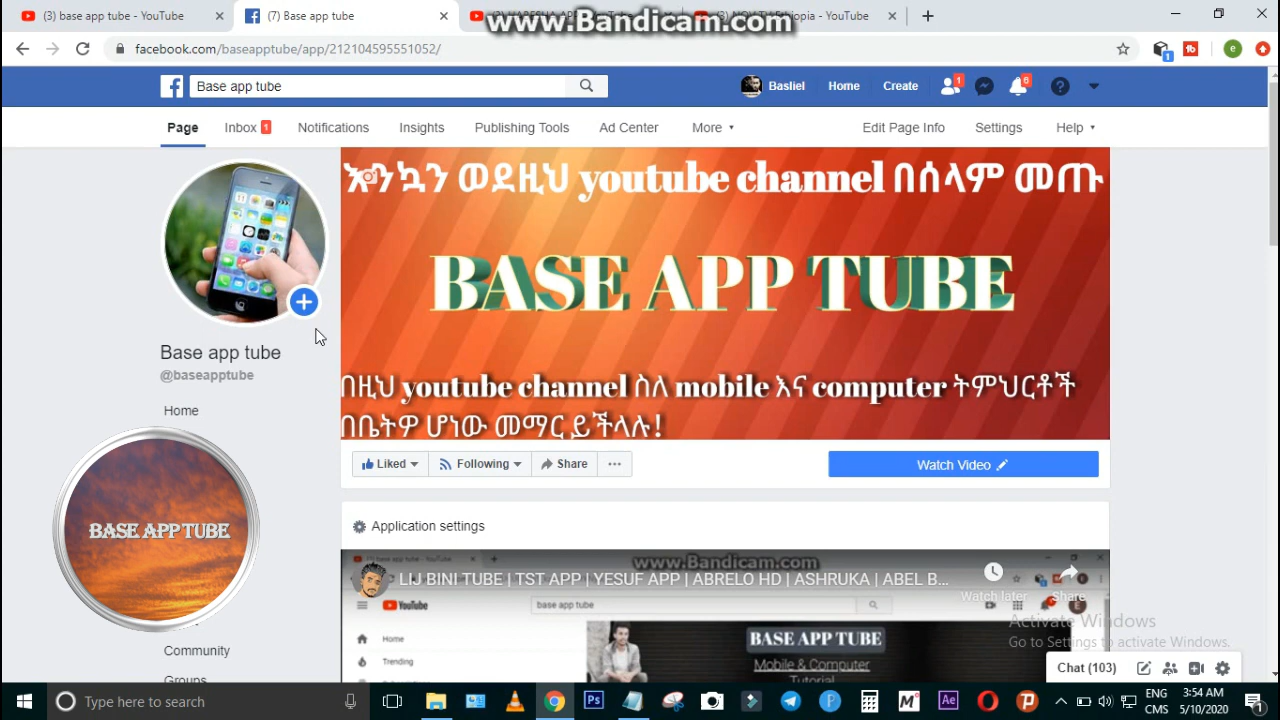 www.Bandicam.com
(3) base app tube - YouTube
(7) Base app tube
facebook.com/baseapptube/app/212104595551052/
Base app tube
Basliel
Home
Create
1
6
Page
Inbox 1
Notifications
Insights
Publishing Tools
Ad Center
More
Edit Page Info
Settings
Help
እንኳን ወደዚህ youtube channel በሰላም መጡ
BASE APP TUBE
በዚህ youtube channel ስለ mobile እና computer ትምህርቶች
በቤትዎ ሆነው መማር ይችላሉ!
Base app tube
@baseapptube
Home
BASE APP TUBE
Community
Groups
Liked
Following
Share
Watch Video
Application settings
www.Bandicam.com
LIJ BINI TUBE | TST APP | YESUF APP | ABRELO HD | ASHRUKA | ABEL B...
Watch later
Share
YouTube
base app tube
Home
Trending
BASE APP TUBE
Mobile & Computer
Tutorial
Activate Windows
Go to Settings to activate Windows.
Chat (103)
Type here to search
ENG
CMS
3:54 AM
5/10/2020